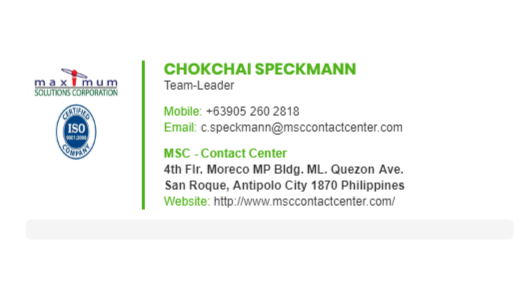 maximum
SOLUTIONS CORPORATION
CERTIFIED
ISO
9001:2008
COMPANY
CHOKCHAI SPECKMANN
Team-Leader
Mobile: +63905 260 2818
Email: c.speckmann@msccontactcenter.com
MSC - Contact Center
4th Flr. Moreco MP Bldg. ML. Quezon Ave.
San Roque, Antipolo City 1870 Philippines
Website: http://www.msccontactcenter.com/